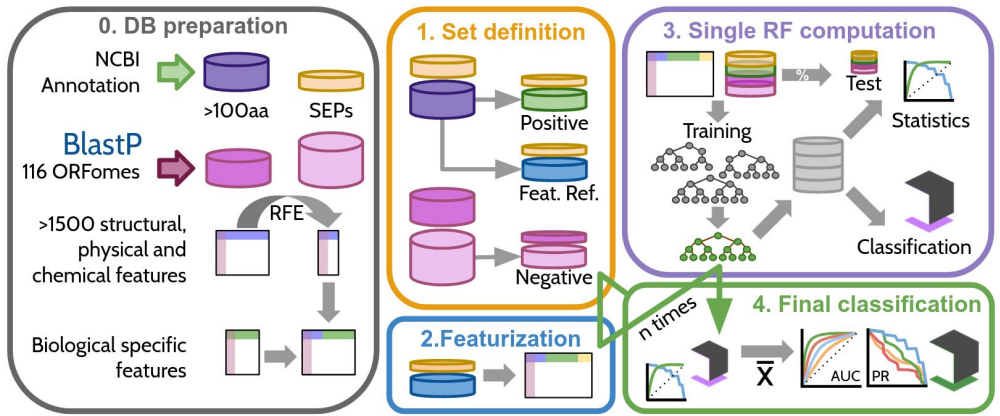 0. DB preparation
NCBI
Annotation
>100aa
SEPs
BlastP
116 ORFomes
RFE
>1500 structural,
physical and
chemical features
Biological specific
features
1. Set definition
Positive
Feat. Ref.
Negative
2.Featurization
3. Single RF computation
%
Test
Training
Statistics
Classification
4. Final classification
n times
X
AUC
PR